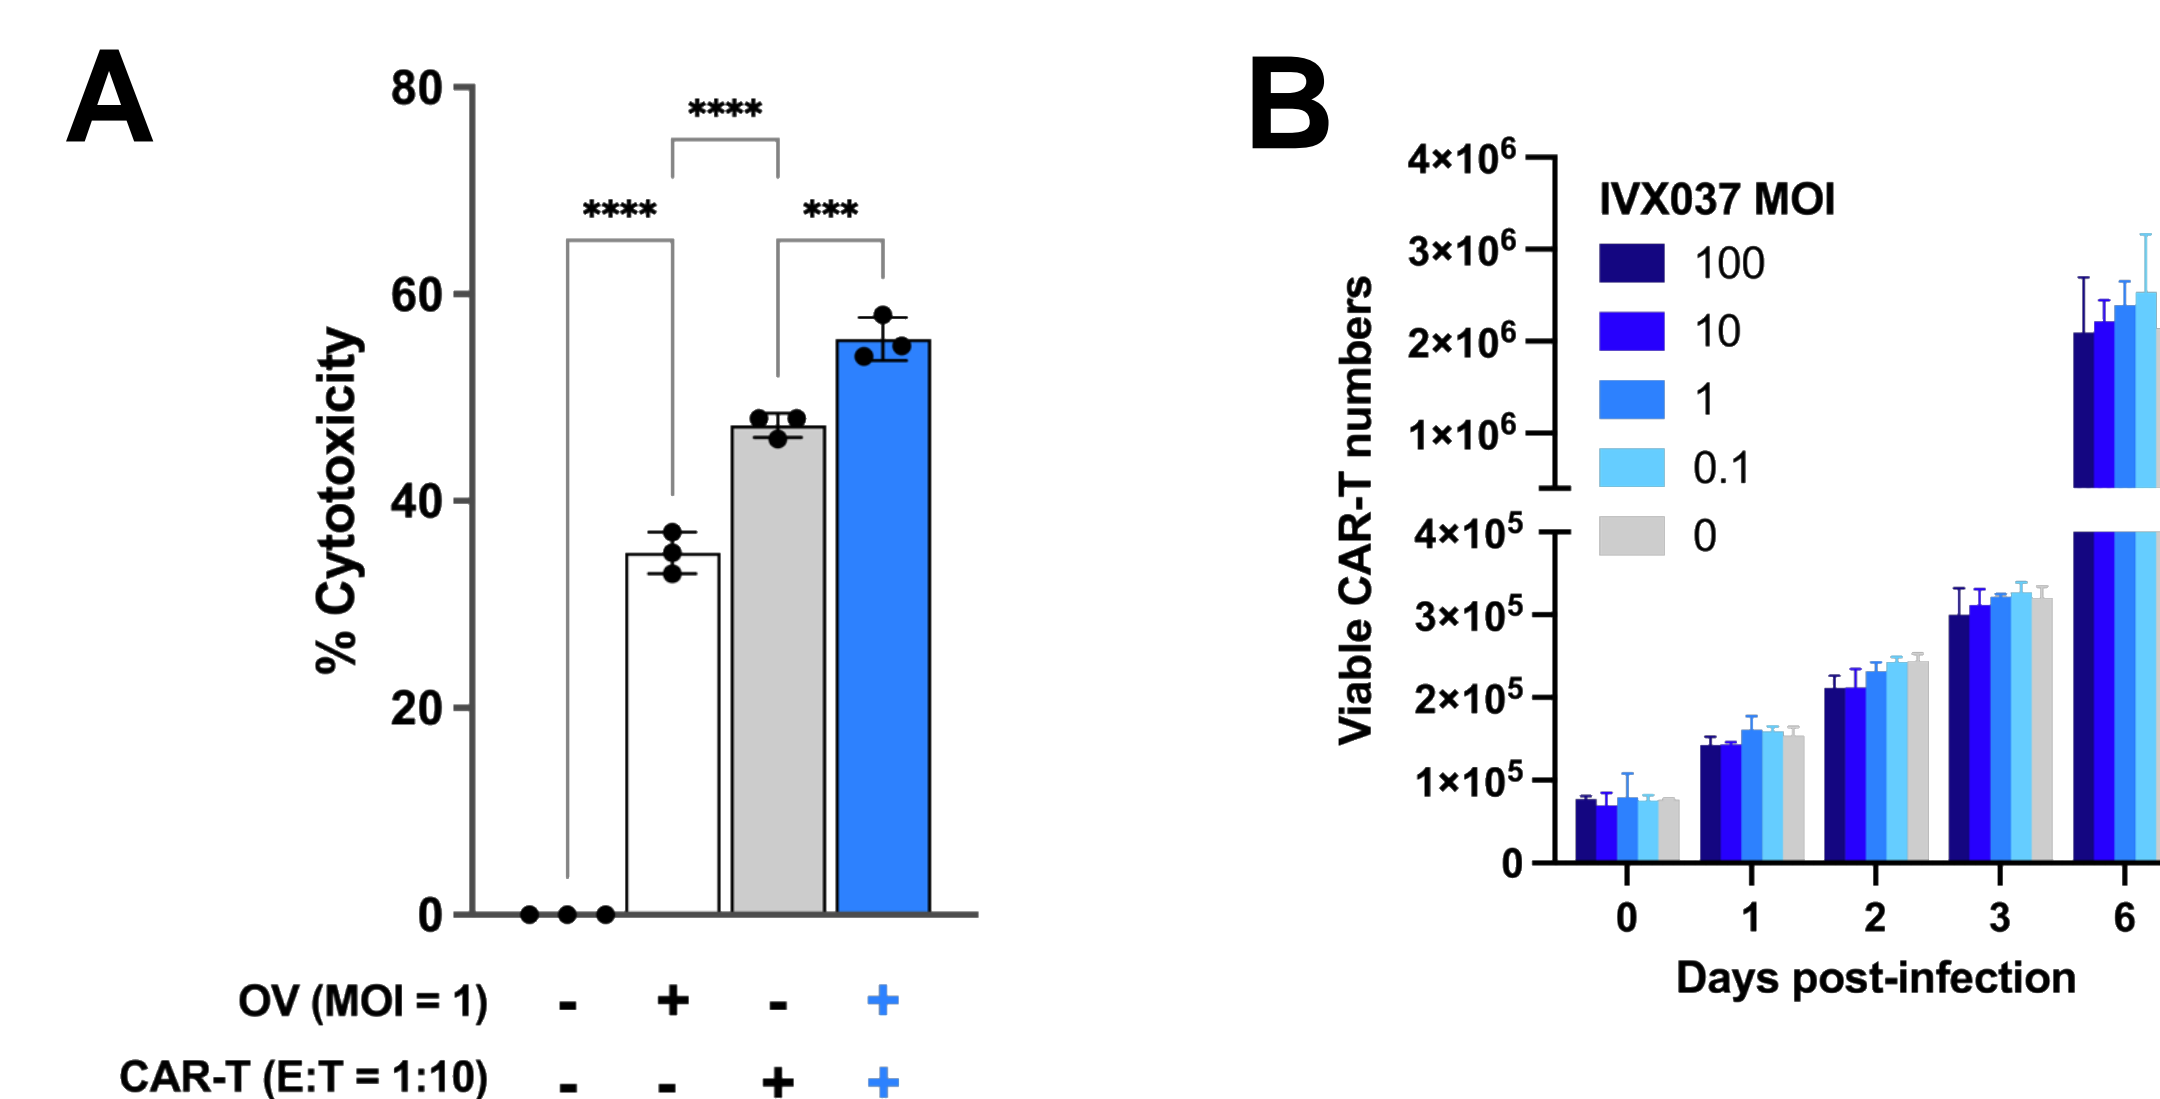 A
% Cytotoxicity
80
60
40
20
0
****
****
***
OV (MOI = 1) - + - +
CAR-T (E:T = 1:10) - - + +
B
Viable CAR-T numbers
4×10⁶
3×10⁶
2×10⁶
1×10⁶
4×10⁵
3×10⁵
2×10⁵
1×10⁵
0
IVX037 MOI
100
10
1
0.1
0
0 1 2 3 6
Days post-infection